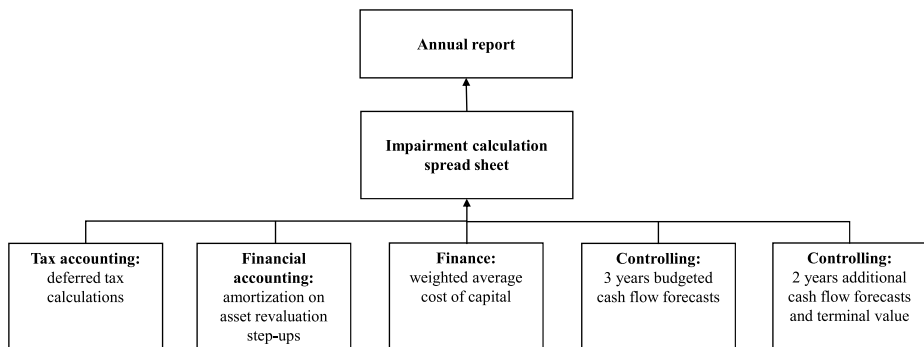 Annual report
Impairment calculation
spread sheet
Tax accounting:
deferred tax
calculations
Financial
accounting:
amortization on
asset revaluation
step-ups
Finance:
weighted average
cost of capital
Controlling:
3 years budgeted
cash flow forecasts
Controlling:
2 years additional
cash flow forecasts
and terminal value